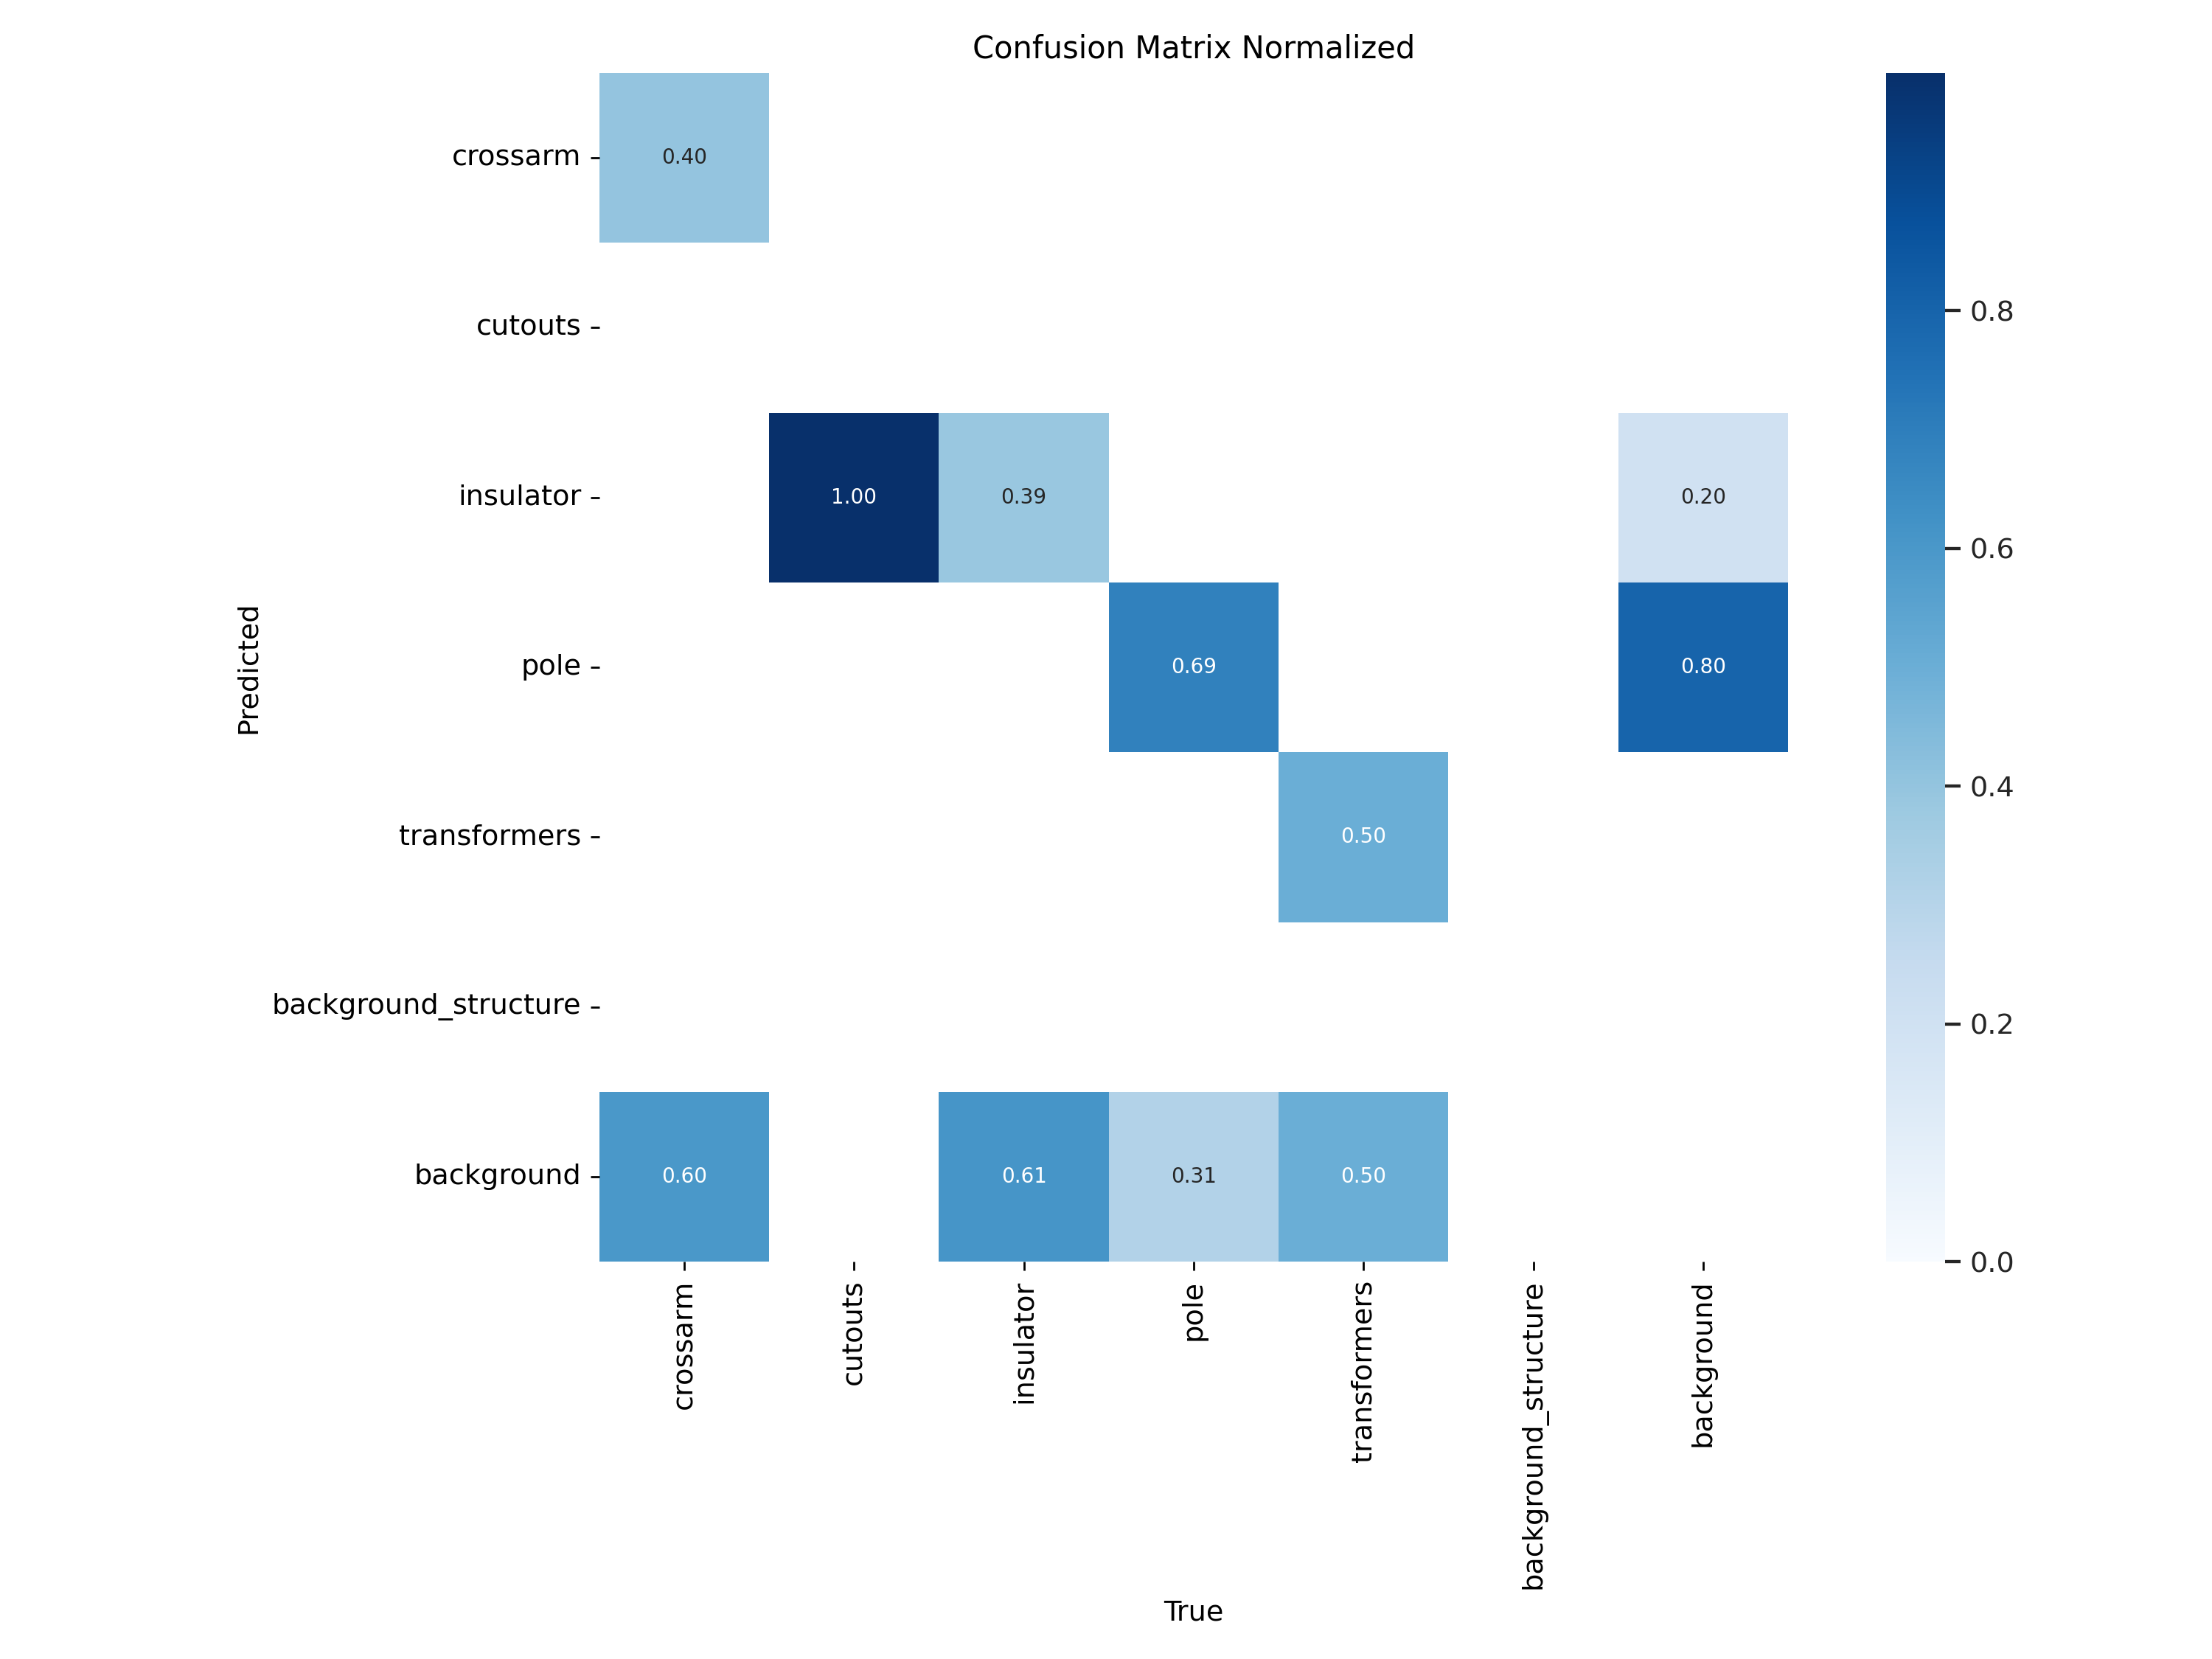 Confusion Matrix Normalized
crossarm
0.40
cutouts
insulator
1.00 0.39 0.20
pole
0.69 0.80
transformers
0.50
background_structure
background
0.60 0.61 0.31 0.50
Predicted
crossarm
cutouts
insulator
pole
transformers
background_structure
background
True
0.8
0.6
0.4
0.2
0.0